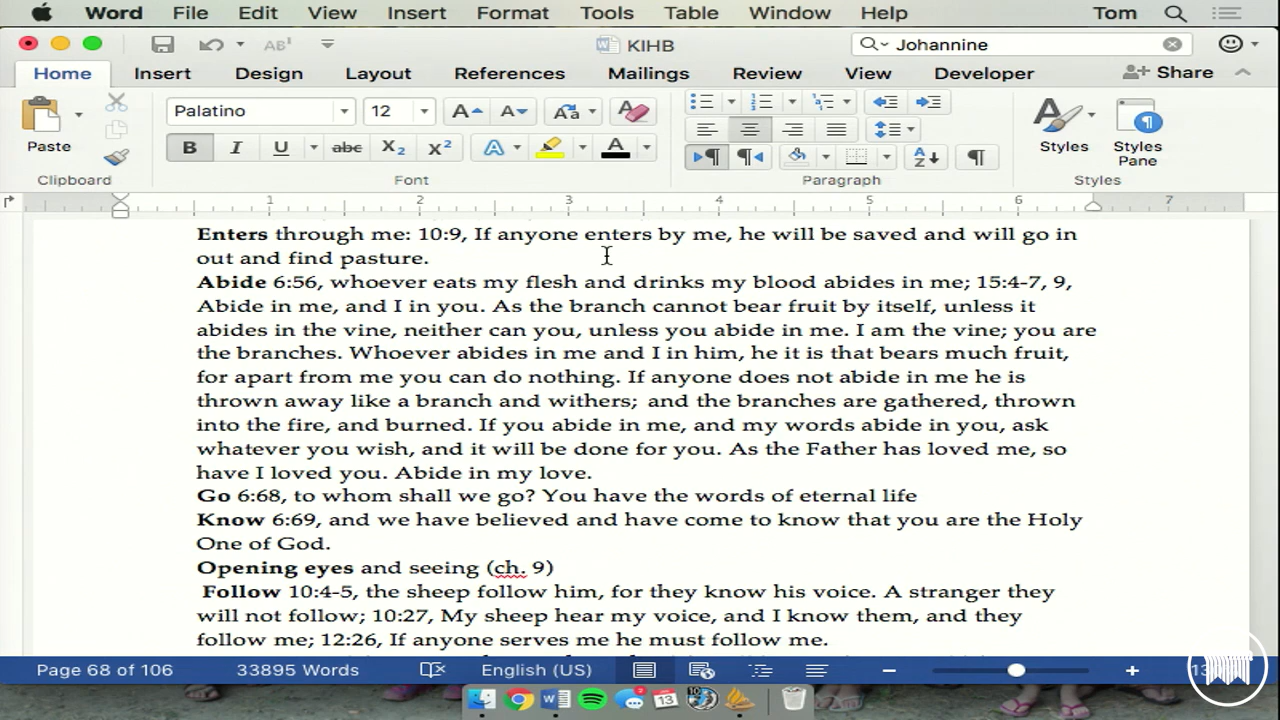 Word File Edit View Insert Format Tools Table Window Help Tom
KIHB
Johannine
Home Insert Design Layout References Mailings Review View Developer Share
Palatino 12
Paste
Styles Styles Pane
B I U abc X₂ X² A A
Clipboard Font Paragraph Styles
1 2 3 4 5 6 7
Enters through me: 10:9, If anyone enters by me, he will be saved and will go in
out and find pasture.
Abide 6:56, whoever eats my flesh and drinks my blood abides in me; 15:4-7, 9,
Abide in me, and I in you. As the branch cannot bear fruit by itself, unless it
abides in the vine, neither can you, unless you abide in me. I am the vine; you are
the branches. Whoever abides in me and I in him, he it is that bears much fruit,
for apart from me you can do nothing. If anyone does not abide in me he is
thrown away like a branch and withers; and the branches are gathered, thrown
into the fire, and burned. If you abide in me, and my words abide in you, ask
whatever you wish, and it will be done for you. As the Father has loved me, so
have I loved you. Abide in my love.
Go 6:68, to whom shall we go? You have the words of eternal life
Know 6:69, and we have believed and have come to know that you are the Holy
One of God.
Opening eyes and seeing (ch. 9)
Follow 10:4-5, the sheep follow him, for they know his voice. A stranger they
will not follow; 10:27, My sheep hear my voice, and I know them, and they
follow me; 12:26, If anyone serves me he must follow me.
Page 68 of 106 33895 Words English (US)